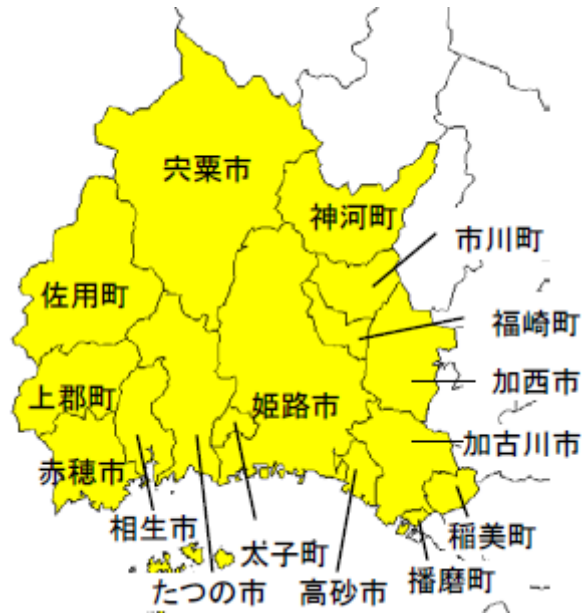 宍粟市
神河町
市川町
佐用町
福崎町
加西市
上郡町
姫路市
加古川市
赤穂市
相生市
太子町
稲美町
たつの市
高砂市
播磨町